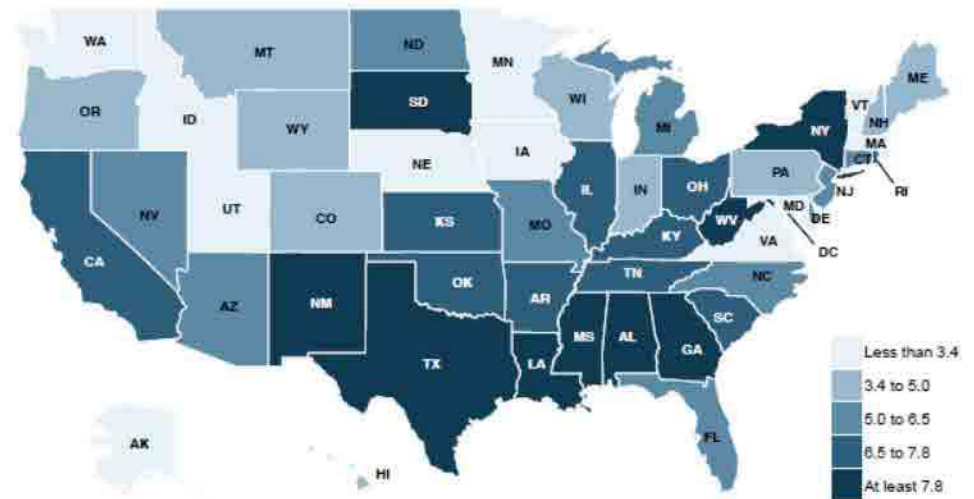 WA
MT
ND
MN
VT
ME
OR
ID
WY
SD
WI
MI
NY
NH
MA
CT
RI
NV
UT
CO
NE
IA
IL
IN
OH
PA
NJ
MD
DE
DC
CA
KS
MO
KY
WV
VA
AZ
NM
OK
AR
TN
NC
TX
LA
MS
AL
GA
SC
FL
AK
HI
Less than 3.4
3.4 to 5.0
5.0 to 6.5
6.5 to 7.8
At least 7.8